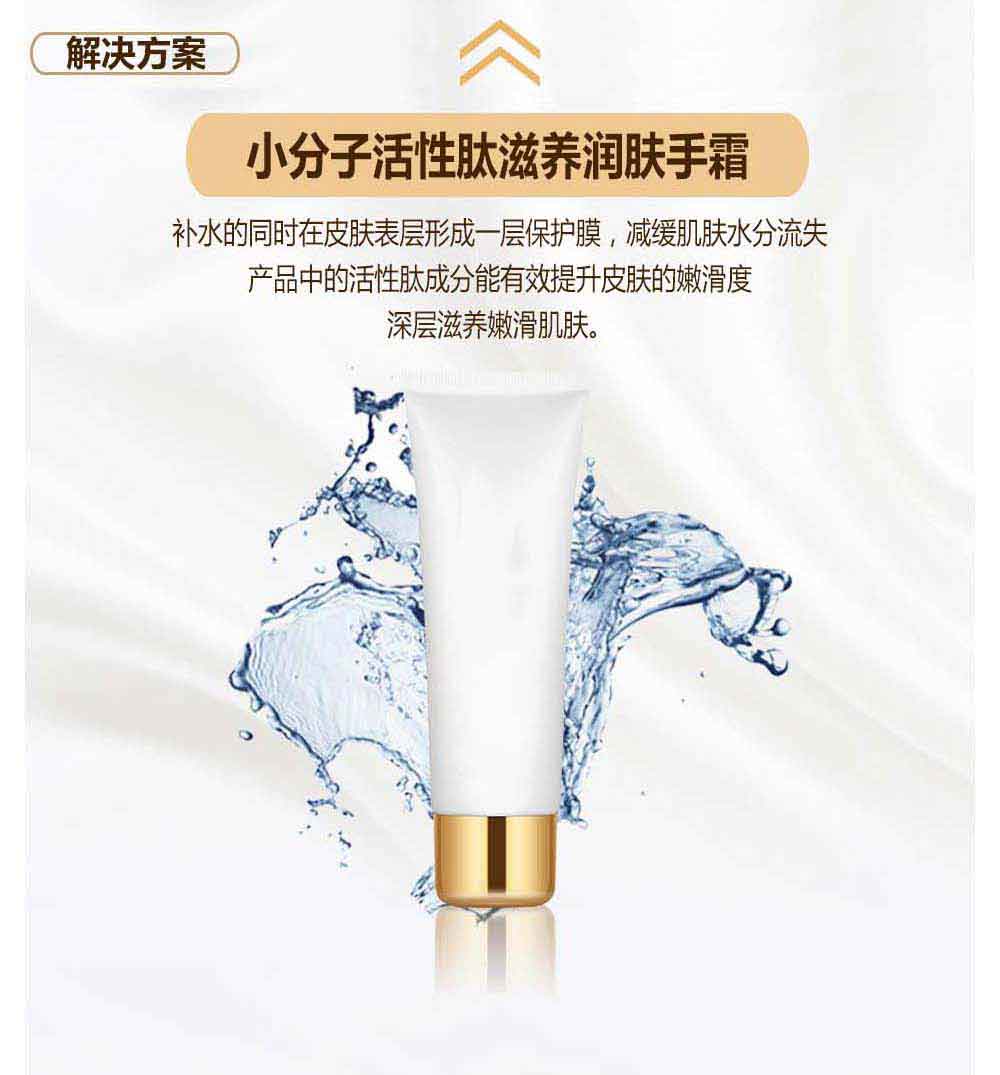 解决方案
小分子活性肽滋养润肤手霜
补水的同时在皮肤表层形成一层保护膜，减缓肌肤水分流失
产品中的活性肽成分能有效提升皮肤的嫩滑度
深层滋养嫩滑肌肤。